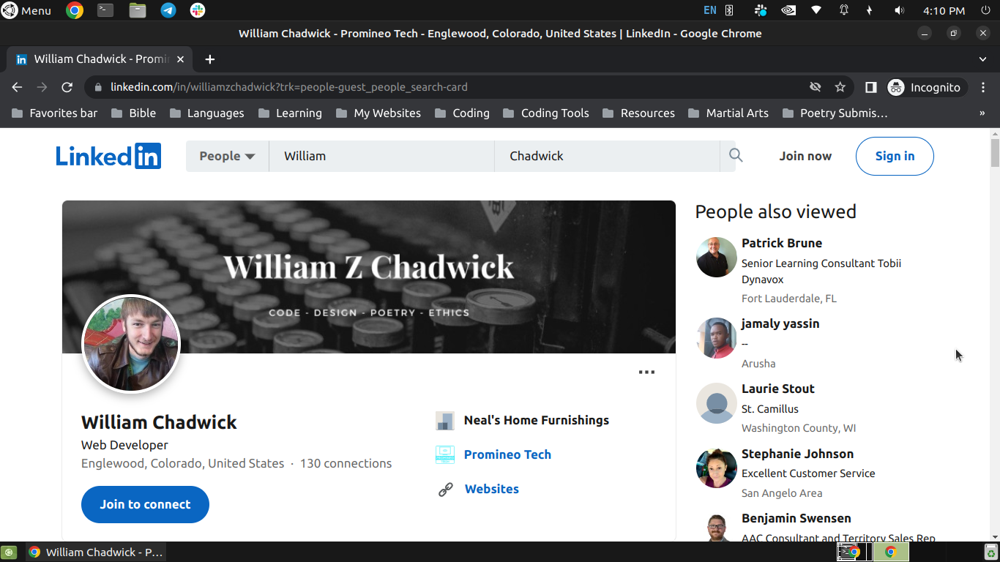 Menu
EN
4:10 PM
William Chadwick - Promineo Tech - Englewood, Colorado, United States | LinkedIn - Google Chrome
William Chadwick - Promi
linkedin.com/in/williamzchadwick?trk=people-guest_people_search-card
Incognito
Favorites bar
Bible
Languages
Learning
My Websites
Coding
Coding Tools
Resources
Martial Arts
Poetry Submis…
»
Linkedin
People
William
Chadwick
Join now
Sign in
William Z Chadwick
CODE - DESIGN - POETRY - ETHICS
William Chadwick
Web Developer
Englewood, Colorado, United States · 130 connections
Join to connect
Neal's Home Furnishings
Promineo Tech
Websites
People also viewed
Patrick Brune
Senior Learning Consultant Tobii
Dynavox
Fort Lauderdale, FL
jamaly yassin
--
Arusha
Laurie Stout
St. Camillus
Washington County, WI
Stephanie Johnson
Excellent Customer Service
San Angelo Area
Benjamin Swensen
AAC Consultant and Territory Sales Rep
William Chadwick - P…